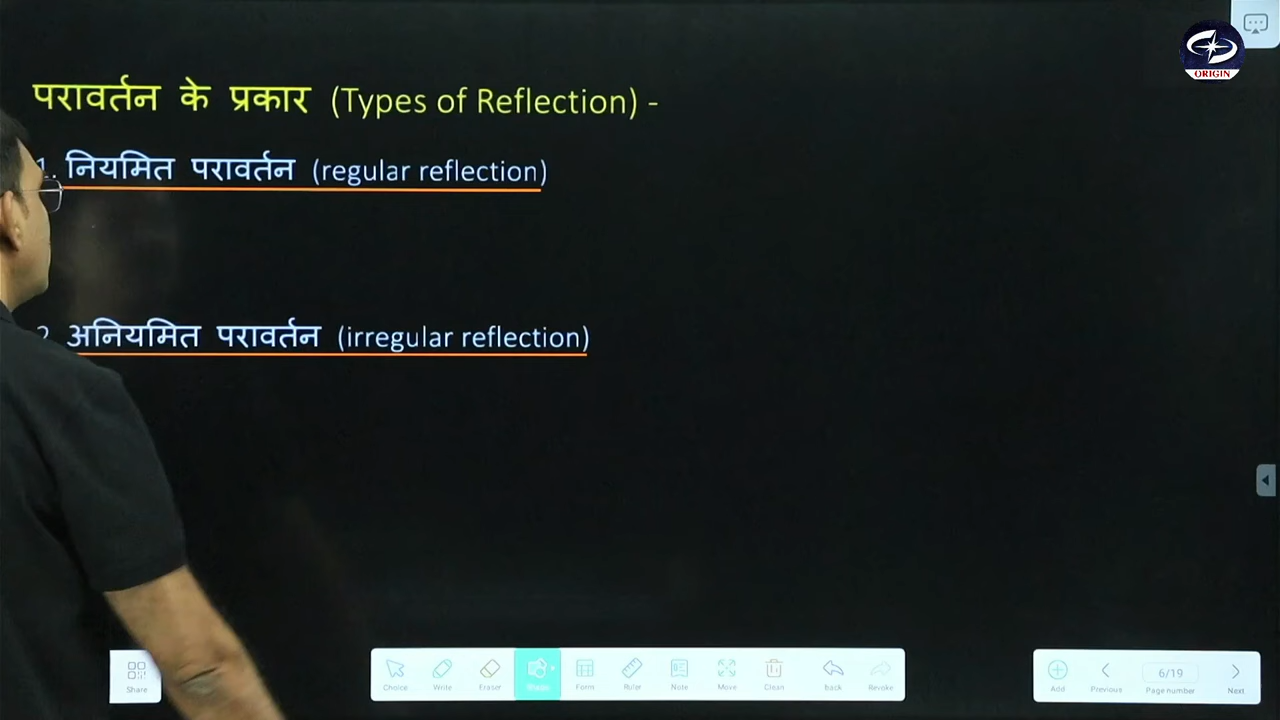 ORIGIN
परावर्तन के प्रकार (Types of Reflection) -
1. नियमित परावर्तन (regular reflection)
2. अनियमित परावर्तन (irregular reflection)
Share
Choice Write Eraser Form Ruler Note Move Clean back Revoke
Add Previous 6/19 Page number Next